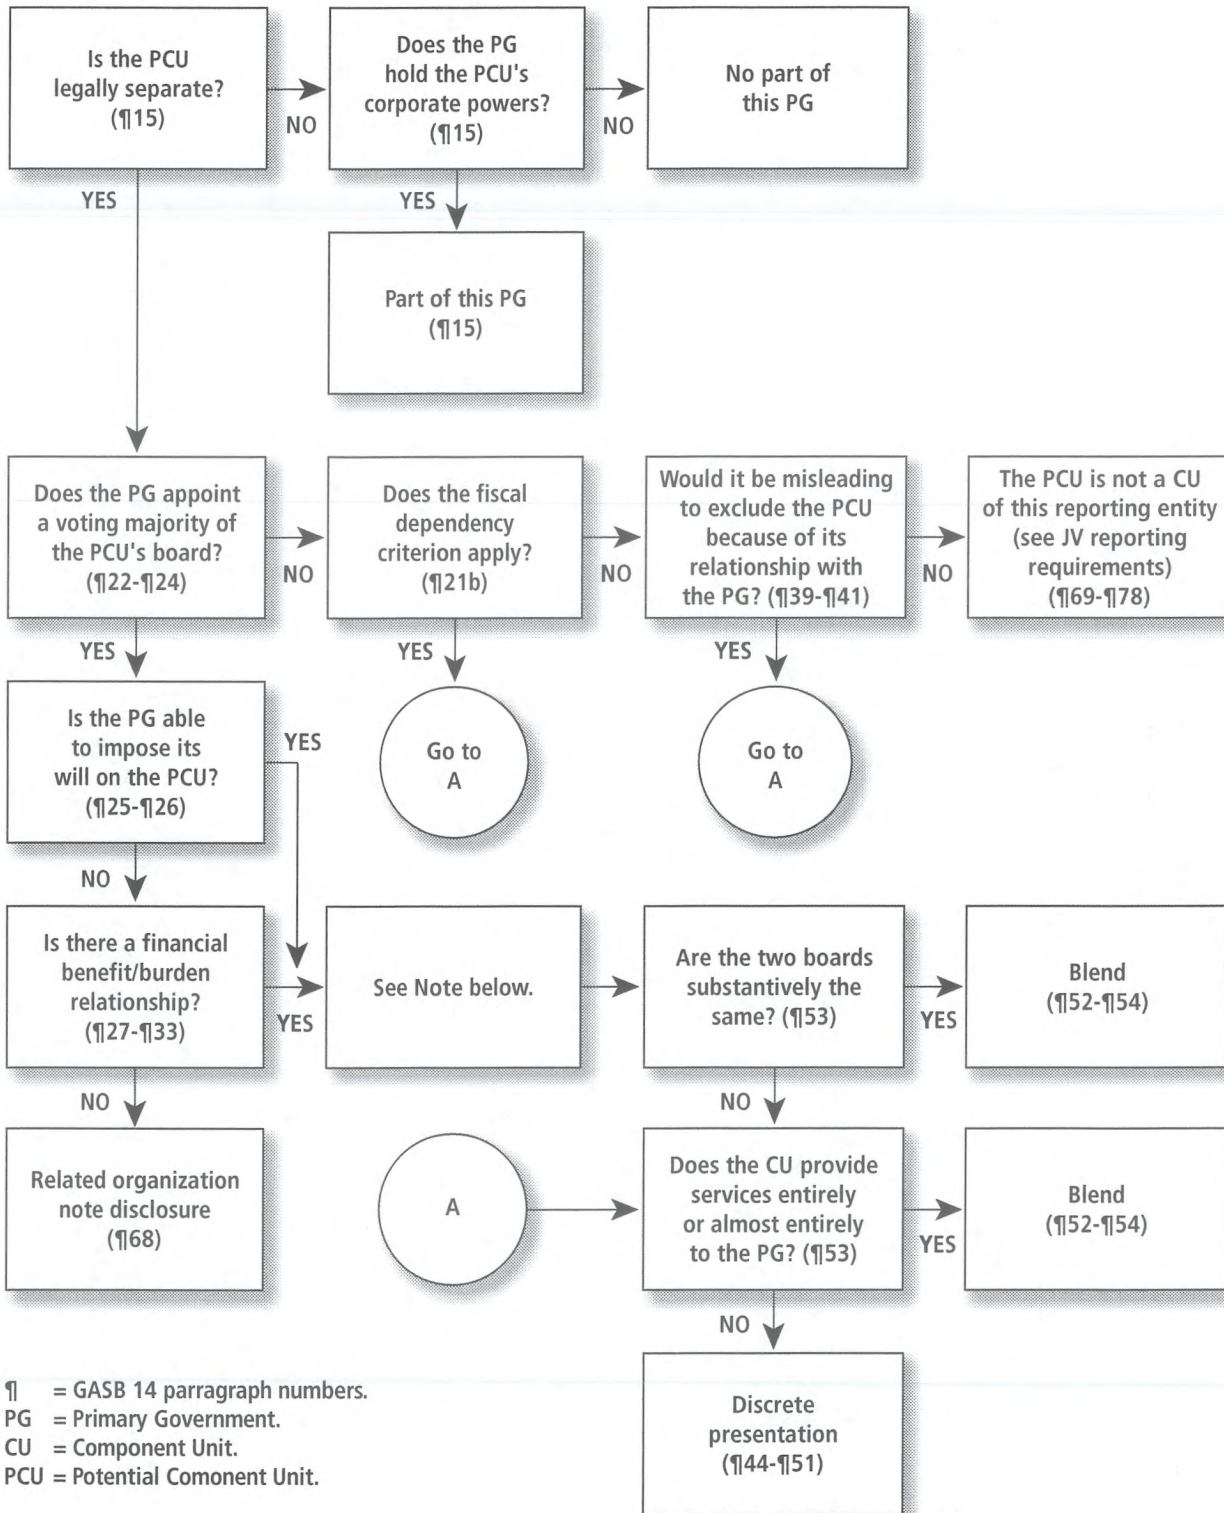 Is the PCU
legally separate?
(¶15)
NO
Does the PG
hold the PCU's
corporate powers?
(¶15)
NO
No part of
this PG
YES
YES
Part of this PG
(¶15)
Does the PG appoint
a voting majority of
the PCU's board?
(¶22-¶24)
NO
Does the fiscal
dependency
criterion apply?
(¶21b)
NO
Would it be misleading
to exclude the PCU
because of its
relationship with
the PG? (¶39-¶41)
NO
The PCU is not a CU
of this reporting entity
(see JV reporting
requirements)
(¶69-¶78)
YES
YES
YES
Is the PG able
to impose its
will on the PCU?
(¶25-¶26)
YES
Go to
A
Go to
A
NO
Is there a financial
benefit/burden
relationship?
(¶27-¶33)
YES
See Note below.
Are the two boards
substantively the
same? (¶53)
YES
Blend
(¶52-¶54)
NO
NO
Related organization
note disclosure
(¶68)
A
Does the CU provide
services entirely
or almost entirely
to the PG? (¶53)
YES
Blend
(¶52-¶54)
NO
Discrete
presentation
(¶44-¶51)
¶ = GASB 14 parragraph numbers.
PG = Primary Government.
CU = Component Unit.
PCU = Potential Comonent Unit.